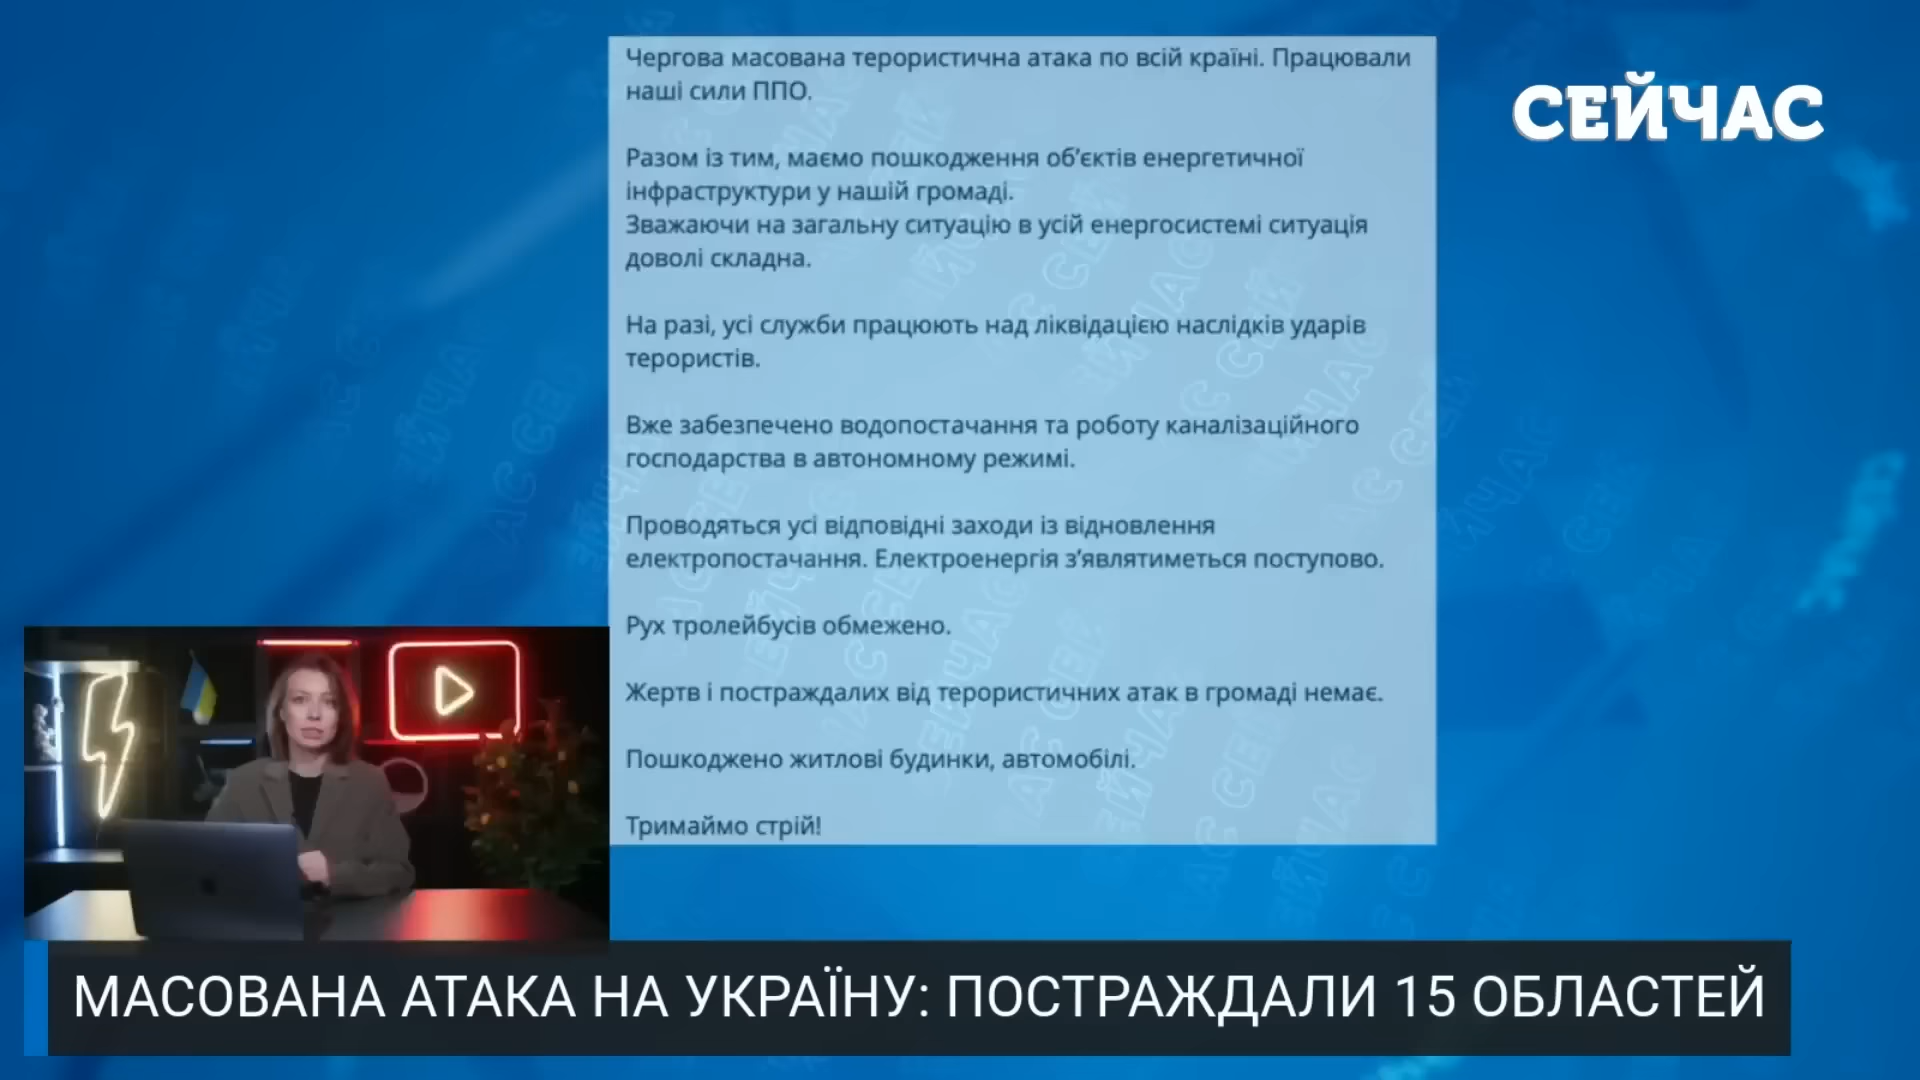 Чергова масована терористична атака по всій країні. Працювали
наші сили ППО.
Разом із тим, маємо пошкодження об’єктів енергетичної
інфраструктури у нашій громаді.
Зважаючи на загальну ситуацію в усій енергосистемі ситуація
доволі складна.
На разі, усі служби працюють над ліквідацією наслідків ударів
терористів.
Вже забезпечено водопостачання та роботу каналізаційного
господарства в автономному режимі.
Проводяться усі відповідні заходи із відновлення
електропостачання. Електроенергія з’являтиметься поступово.
Рух тролейбусів обмежено.
Жертв і постраждалих від терористичних атак в громаді немає.
Пошкоджено житлові будинки, автомобілі.
Тримаймо стрій!
СЕЙЧАС
МАСОВАНА АТАКА НА УКРАЇНУ: ПОСТРАЖДАЛИ 15 ОБЛАСТЕЙ